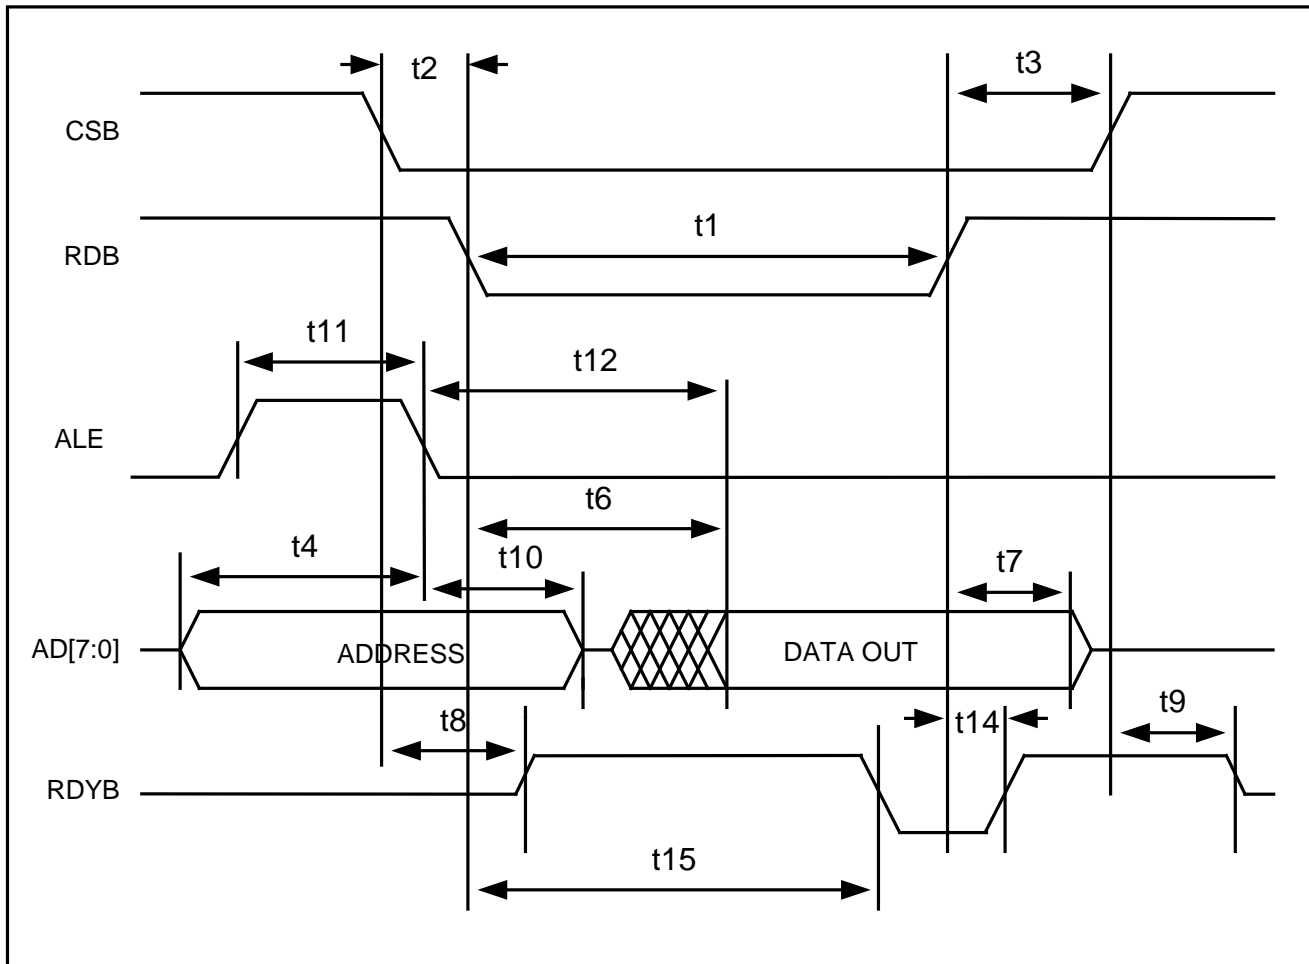 t2
t3
CSB
t1
RDB
t11
t12
ALE
t6
t4
t10
t7
AD[7:0]
ADDRESS
DATA OUT
t8
t14
t9
RDYB
t15